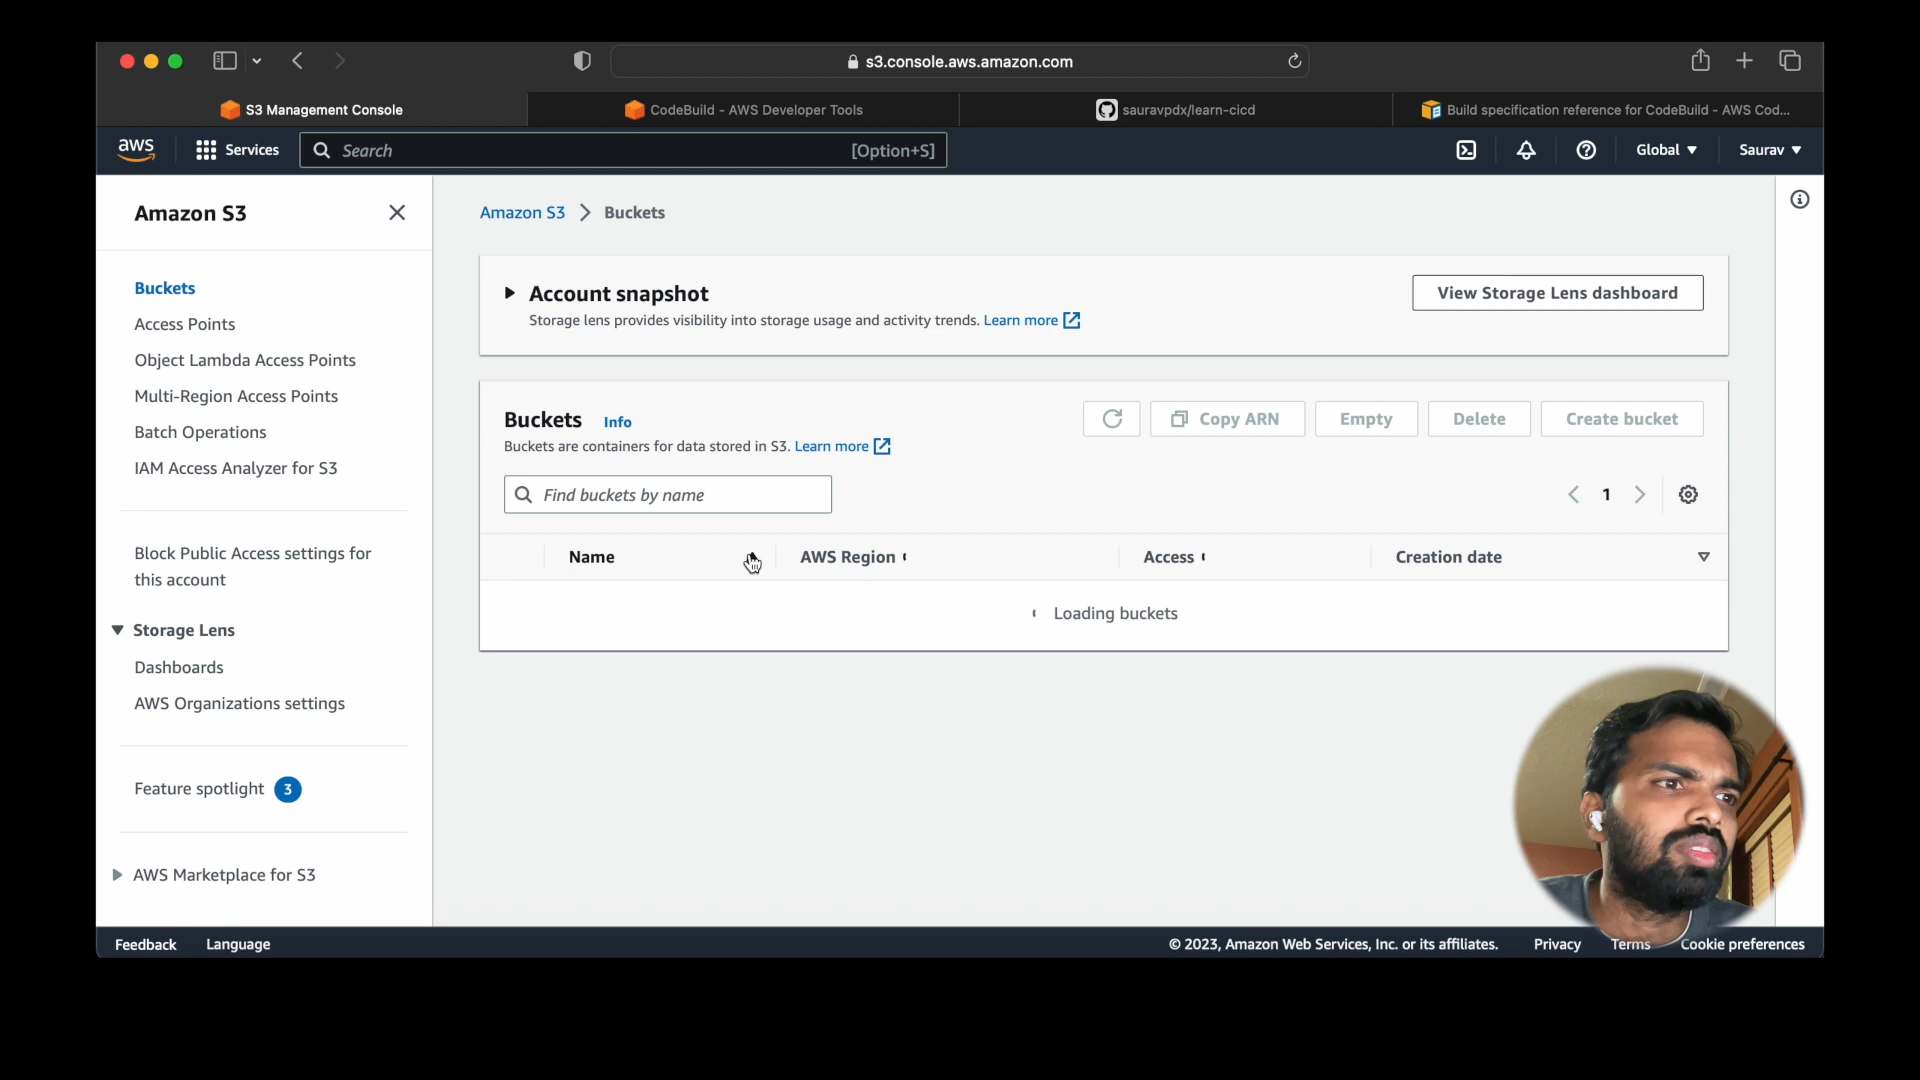 s3.console.aws.amazon.com
S3 Management Console
CodeBuild - AWS Developer Tools
sauravpdx/learn-cicd
Build specification reference for CodeBuild - AWS Cod...
aws
Services
Search
[Option+S]
Global
Saurav
Amazon S3
Buckets
Access Points
Object Lambda Access Points
Multi-Region Access Points
Batch Operations
IAM Access Analyzer for S3
Block Public Access settings for
this account
Storage Lens
Dashboards
AWS Organizations settings
Feature spotlight 3
AWS Marketplace for S3
Amazon S3 > Buckets
Account snapshot
Storage lens provides visibility into storage usage and activity trends. Learn more
View Storage Lens dashboard
Buckets Info
Buckets are containers for data stored in S3. Learn more
Copy ARN
Empty
Delete
Create bucket
Find buckets by name
1
Name
AWS Region
Access
Creation date
Loading buckets
Feedback
Language
© 2023, Amazon Web Services, Inc. or its affiliates.
Privacy
Terms
Cookie preferences